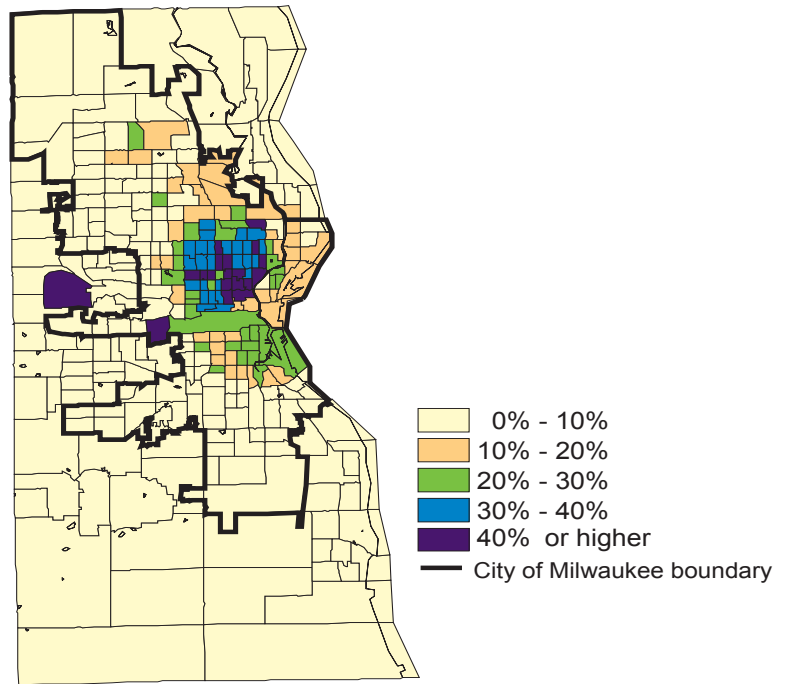 0% - 10%
10% - 20%
20% - 30%
30% - 40%
40% or higher
City of Milwaukee boundary